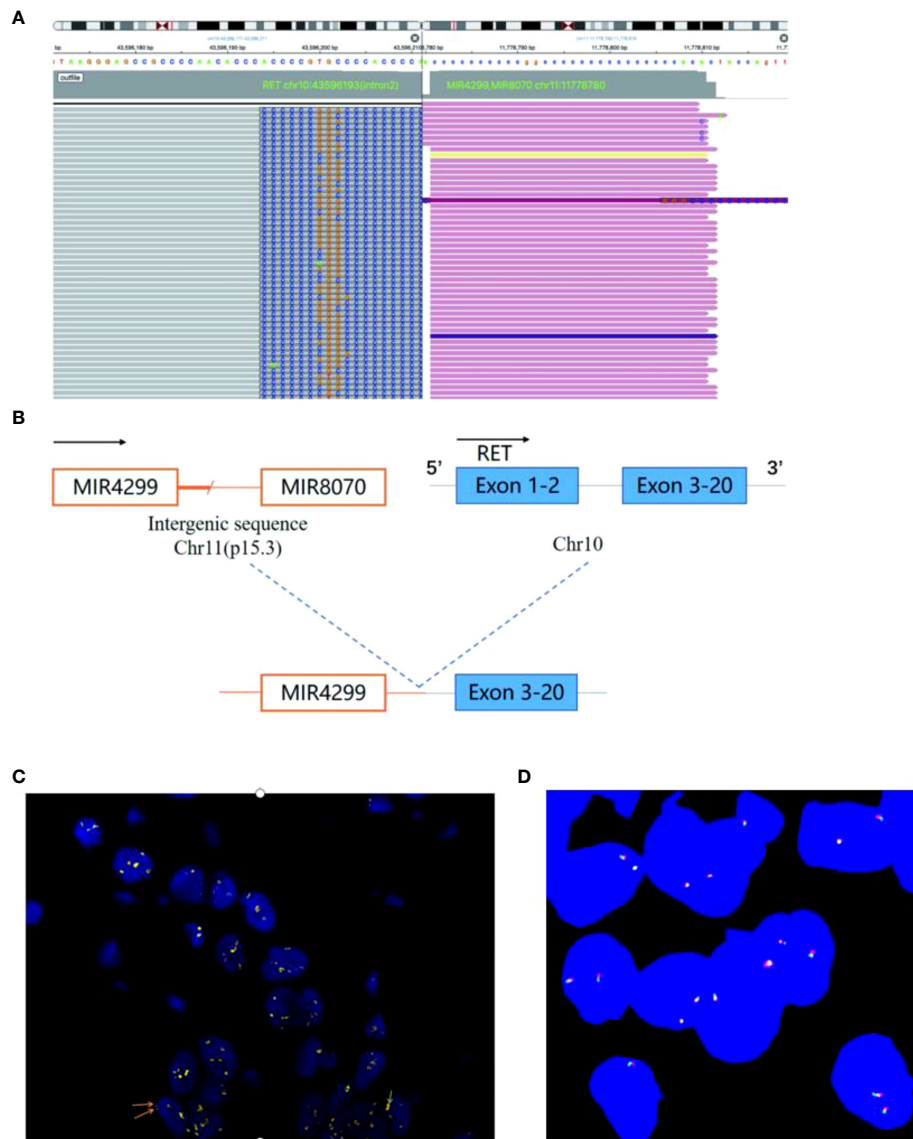 A
bp
43,596,180 bp
43,596,190 bp
43,596,200 bp
11,778,790 bp
11,778,800 bp
11,778,810 bp
outfile
RET chr10:43596193(intron2)
MIR4299,MIR8070 chr11:11778780
B
MIR4299
MIR8070
Intergenic sequence
Chr11(p15.3)
5’
RET
Exon 1-2
Exon 3-20
3’
Chr10
MIR4299
Exon 3-20
C
D